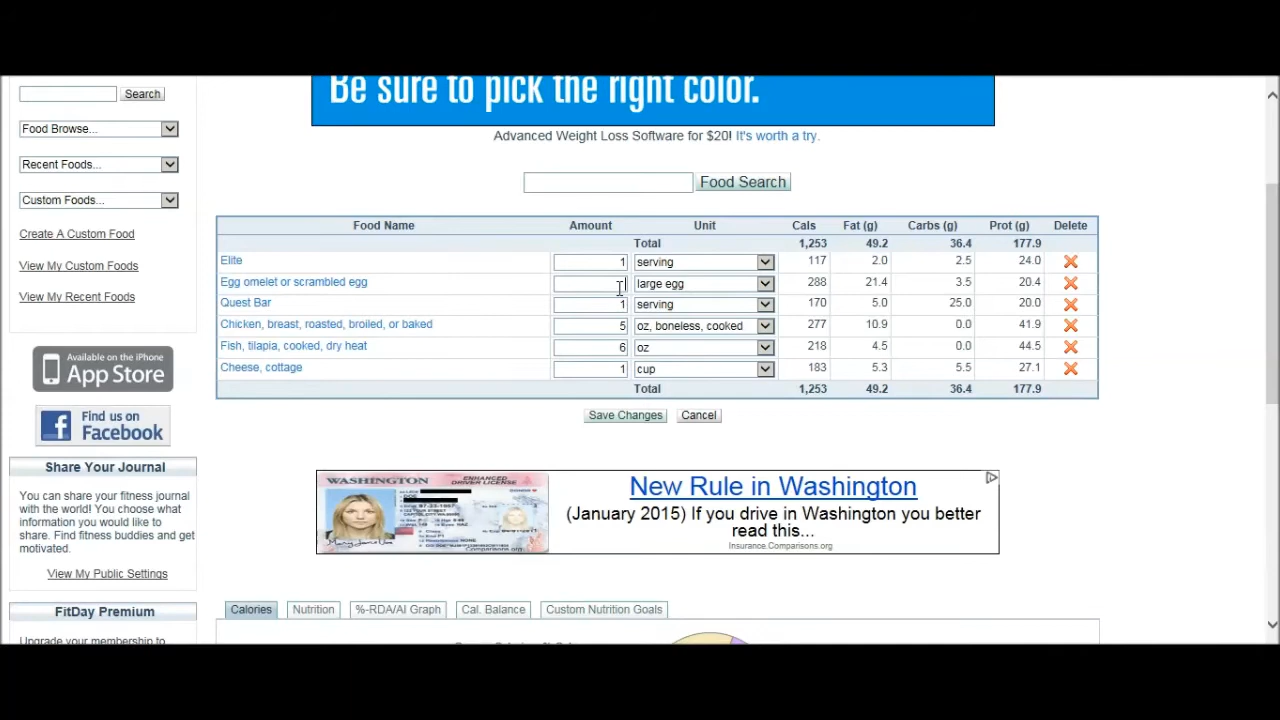 Be sure to pick the right color.
Search
Advanced Weight Loss Software for $20! It's worth a try.
Food Browse...
Recent Foods...
Food Search
Custom Foods...
Create A Custom Food
View My Custom Foods
View My Recent Foods
Food Name Amount Unit Cals Fat (g) Carbs (g) Prot (g) Delete
Total 1,253 49.2 36.4 177.9
Elite 1 serving 117 2.0 2.5 24.0
Egg omelet or scrambled egg large egg 288 21.4 3.5 20.4
Quest Bar 1 serving 170 5.0 25.0 20.0
Chicken, breast, roasted, broiled, or baked 5 oz, boneless, cooked 277 10.9 0.0 41.9
Fish, tilapia, cooked, dry heat 6 oz 218 4.5 0.0 44.5
Cheese, cottage 1 cup 183 5.3 5.5 27.1
Total 1,253 49.2 36.4 177.9
Save Changes Cancel
Available on the iPhone
App Store
Find us on
Facebook
Share Your Journal
You can share your fitness journal
with the world! You choose what
information you would like to
share. Find fitness buddies and get
motivated.
View My Public Settings
FitDay Premium
Upgrade your membership to
WASHINGTON
New Rule in Washington
(January 2015) If you drive in Washington you better
read this...
Insurance.Comparisons.org
Calories Nutrition %-RDA/AI Graph Cal. Balance Custom Nutrition Goals